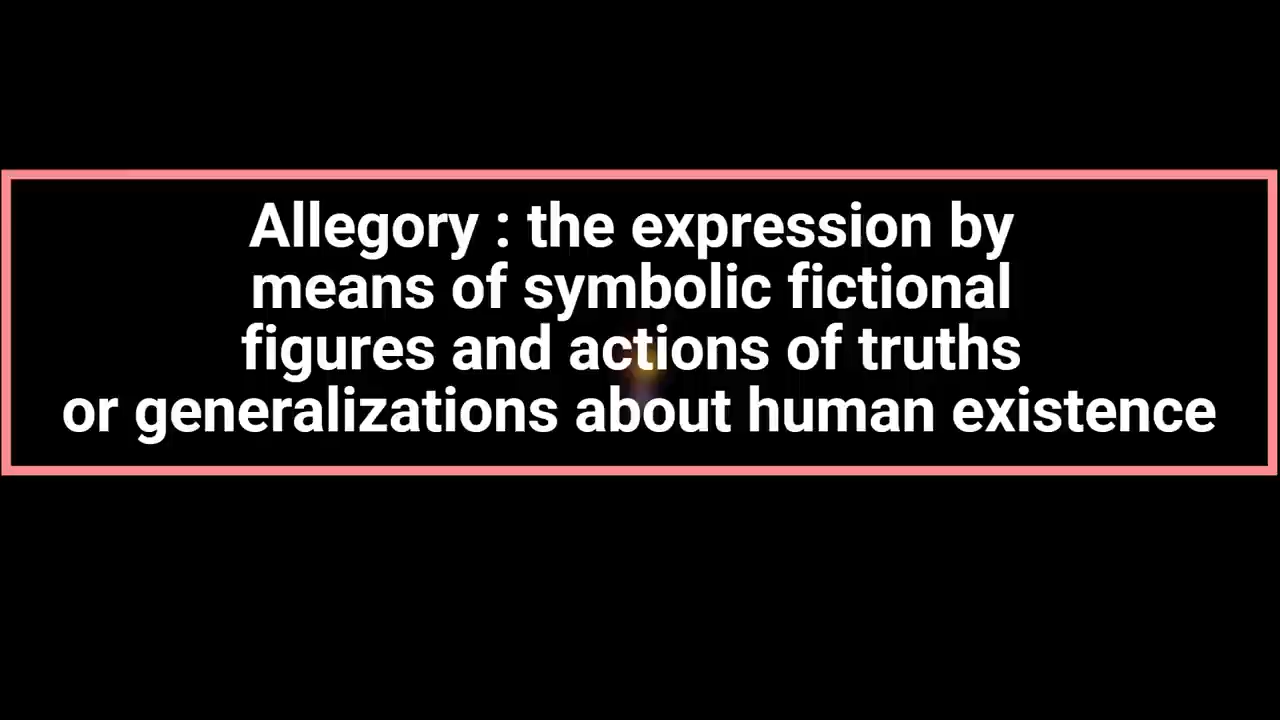 Allegory : the expression by
means of symbolic fictional
figures and actions of truths
or generalizations about human existence